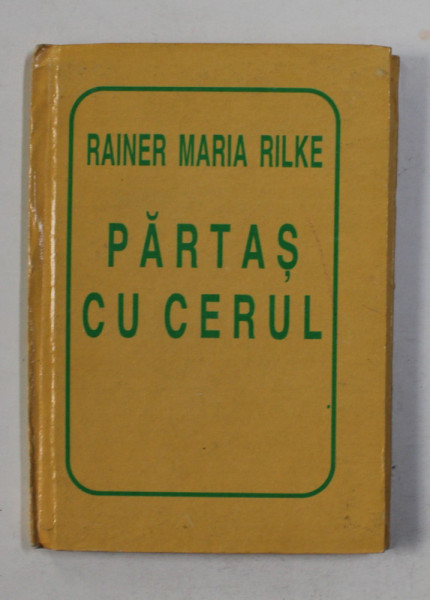 RAINER MARIA RILKE
PĂRTAȘ
CU CERUL